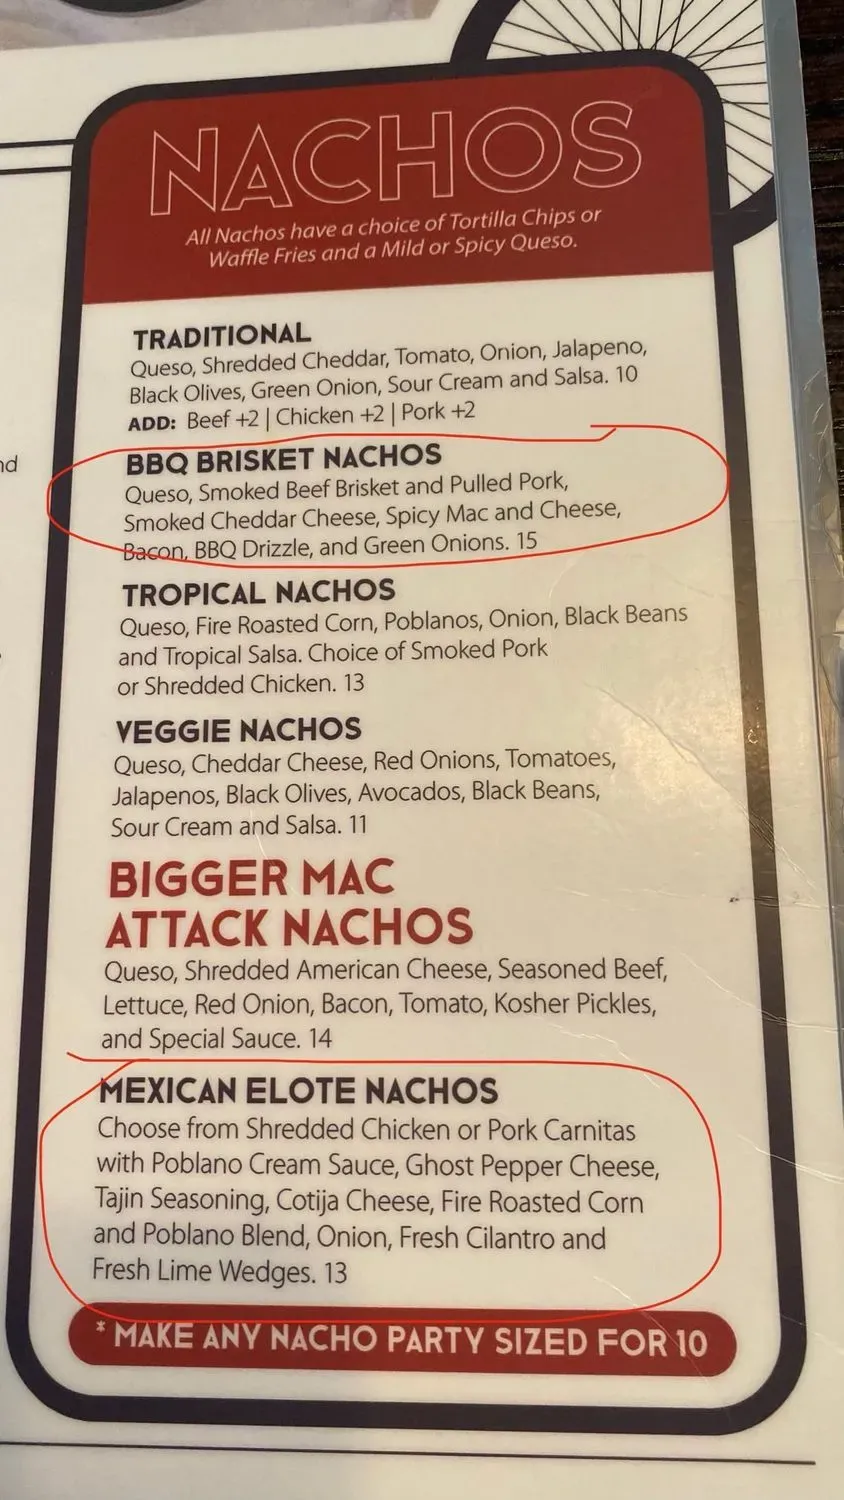 NACHOS
All Nachos have a choice of Tortilla Chips or
Waffle Fries and a Mild or Spicy Queso.
TRADITIONAL
Queso, Shredded Cheddar, Tomato, Onion, Jalapeno,
Black Olives, Green Onion, Sour Cream and Salsa. 10
ADD: Beef +2 | Chicken +2 | Pork +2
nd
BBQ BRISKET NACHOS
Queso, Smoked Beef Brisket and Pulled Pork,
Smoked Cheddar Cheese, Spicy Mac and Cheese,
Bacon, BBQ Drizzle, and Green Onions. 15
TROPICAL NACHOS
Queso, Fire Roasted Corn, Poblanos, Onion, Black Beans
and Tropical Salsa. Choice of Smoked Pork
or Shredded Chicken. 13
VEGGIE NACHOS
Queso, Cheddar Cheese, Red Onions, Tomatoes,
Jalapenos, Black Olives, Avocados, Black Beans,
Sour Cream and Salsa. 11
BIGGER MAC
ATTACK NACHOS
Queso, Shredded American Cheese, Seasoned Beef,
Lettuce, Red Onion, Bacon, Tomato, Kosher Pickles,
and Special Sauce. 14
MEXICAN ELOTE NACHOS
Choose from Shredded Chicken or Pork Carnitas
with Poblano Cream Sauce, Ghost Pepper Cheese,
Tajin Seasoning, Cotija Cheese, Fire Roasted Corn
and Poblano Blend, Onion, Fresh Cilantro and
Fresh Lime Wedges. 13
* MAKE ANY NACHO PARTY SIZED FOR 10